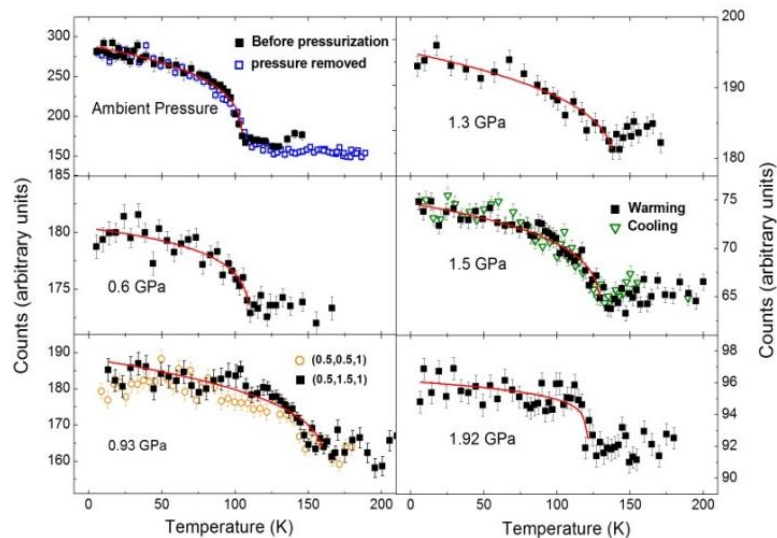 300
250
200
150
Before pressurization
pressure removed
Ambient Pressure
200
190
180
1.3 GPa
Counts (arbitrary units)
185
180
175
0.6 GPa
75
70
65
Warming
Cooling
1.5 GPa
Counts (arbitrary units)
190
180
170
160
(0.5,0.5,1)
(0.5,1.5,1)
0.93 GPa
96
94
92
90
1.92 GPa
0 50 100 150 200
0 50 100 150 200
Temperature (K)
Temperature (K)